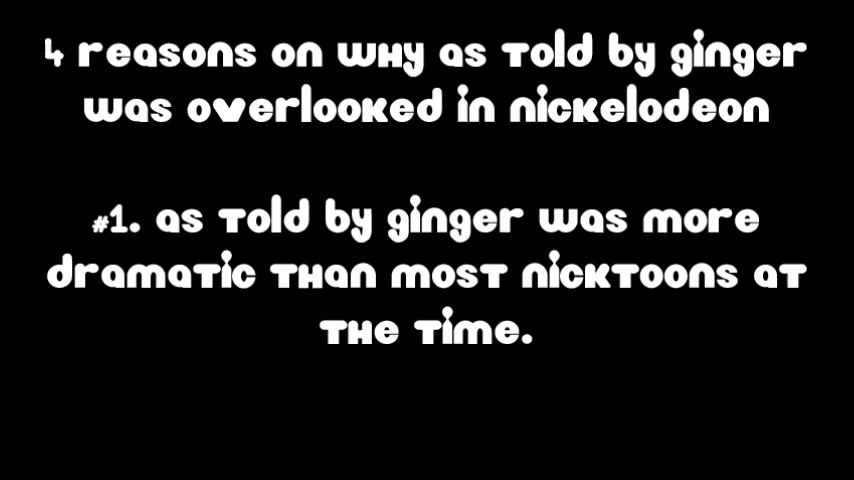 4 reasons on why as told by ginger
was overlooked in nickelodeon
#1. as told by ginger was more
dramatic than most nicktoons at
the time.